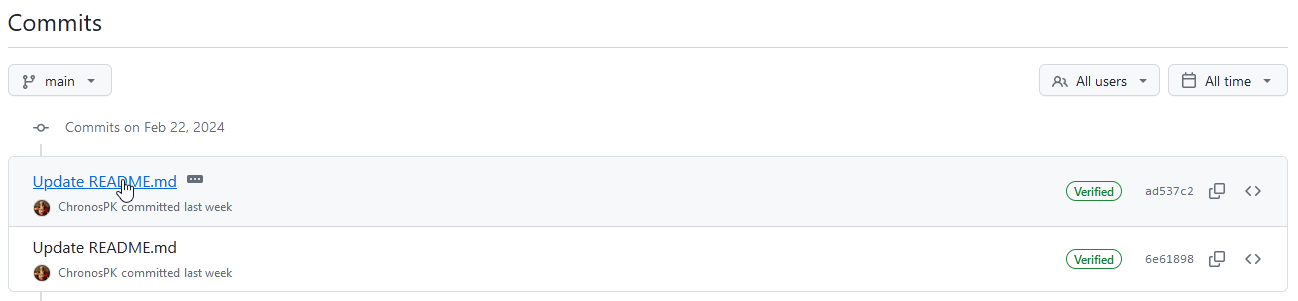 Commits
main
All users
All time
Commits on Feb 22, 2024
Update README.md
Verified
ad537c2
ChronosPK committed last week
Update README.md
Verified
6e61898
ChronosPK committed last week